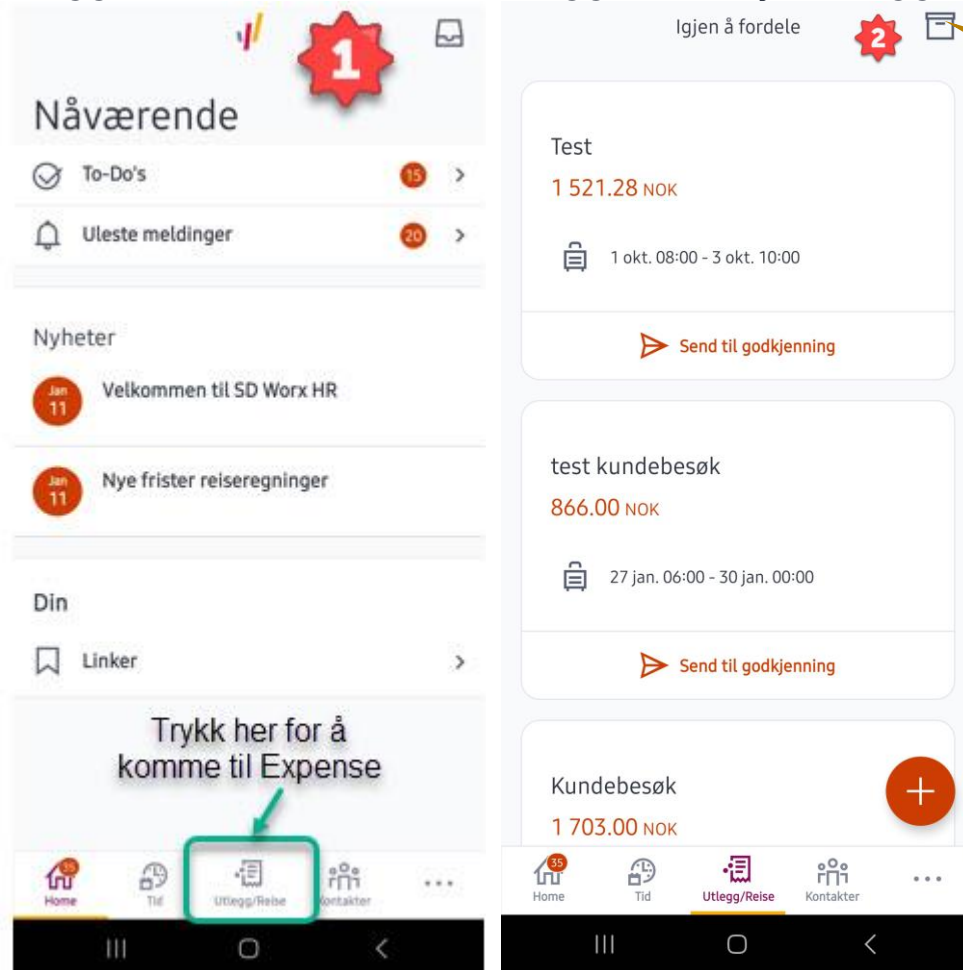 1
Nåværende
To-Do's
15
Uleste meldinger
20
Nyheter
Jan
11
Velkommen til SD Worx HR
Jan
11
Nye frister reiseregninger
Din
Linker
Trykk her for å
komme til Expense
35
Home
Tid
Utlegg/Reise
Kontakter
Igjen å fordele
2
Test
1 521.28 NOK
1 okt. 08:00 - 3 okt. 10:00
Send til godkjenning
test kundebesøk
866.00 NOK
27 jan. 06:00 - 30 jan. 00:00
Send til godkjenning
Kundebesøk
1 703.00 NOK
35
Home
Tid
Utlegg/Reise
Kontakter